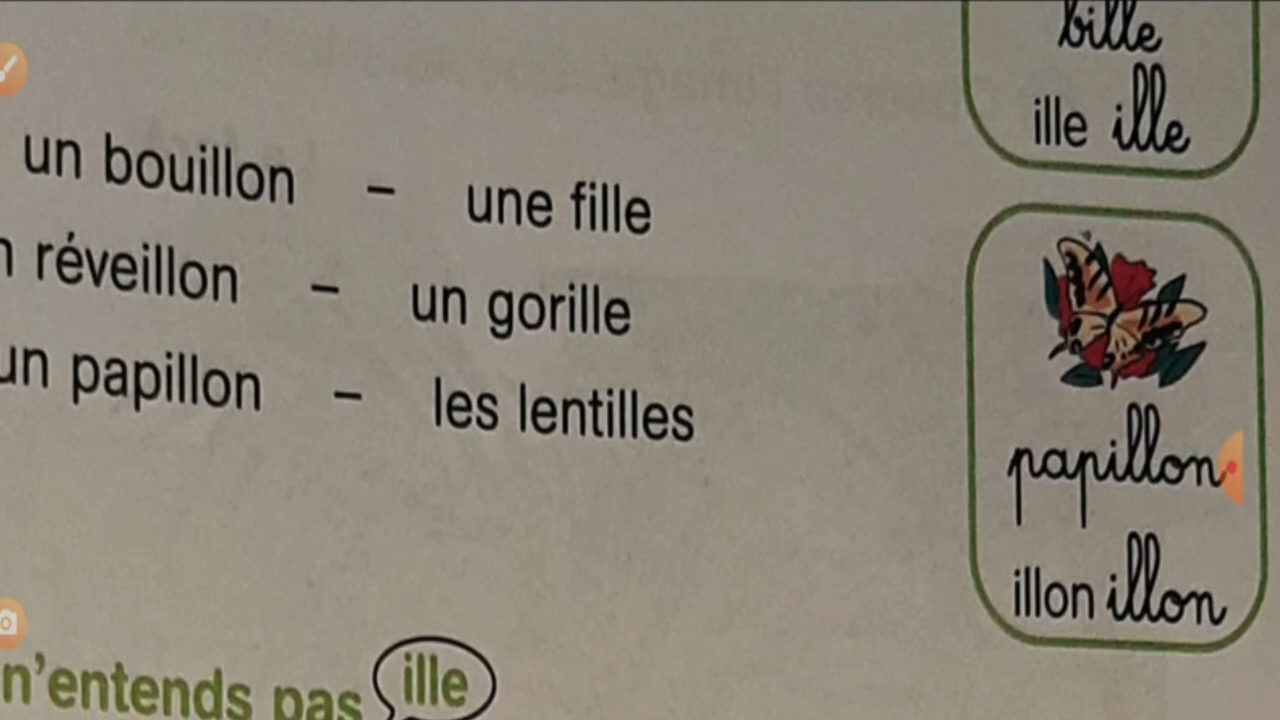 bille
ille ille
un bouillon – une fille
réveillon – un gorille
un papillon – les lentilles
papillon
illon illon
n'entends pas ille